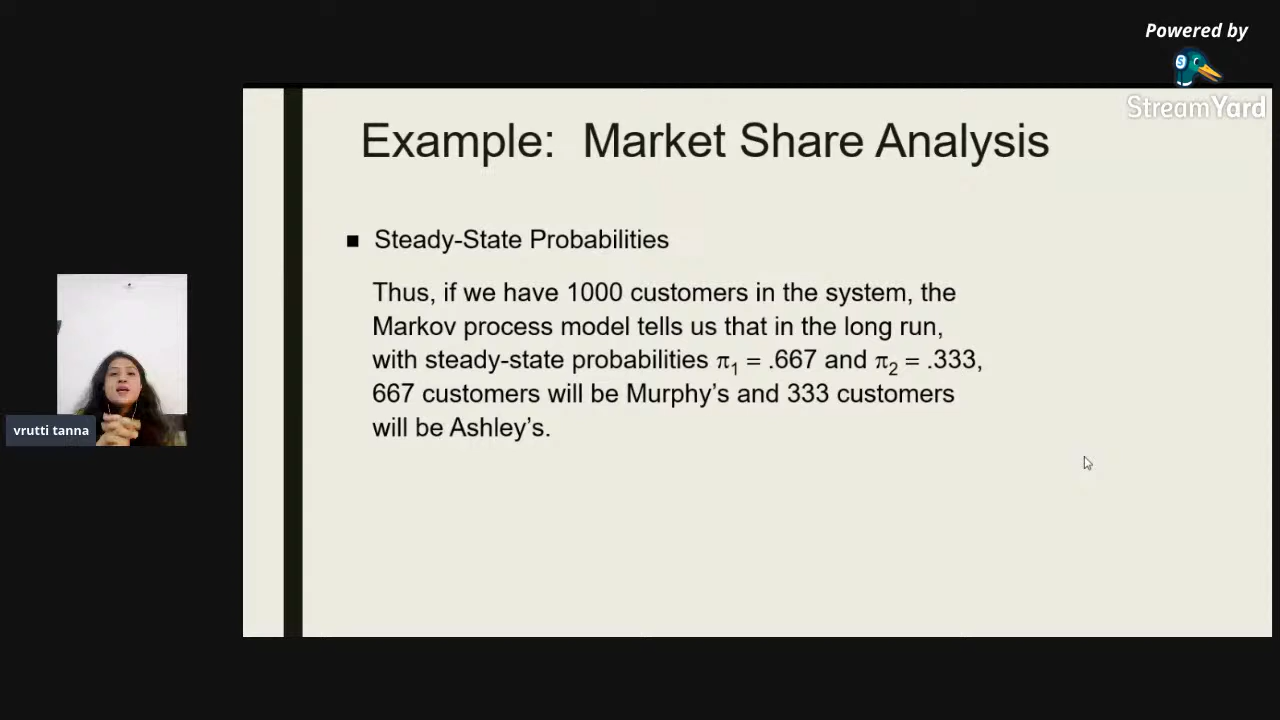 Powered by
StreamYard
Example: Market Share Analysis
■ Steady-State Probabilities
Thus, if we have 1000 customers in the system, the
Markov process model tells us that in the long run,
with steady-state probabilities π₁ = .667 and π₂ = .333,
667 customers will be Murphy’s and 333 customers
will be Ashley’s.
vrutti tanna